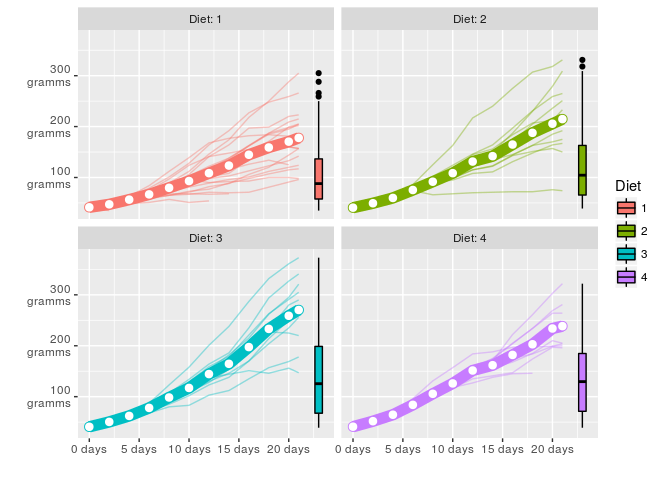 Diet: 1
Diet: 2
300
gramms
200
gramms
100
gramms
Diet: 3
Diet: 4
300
gramms
200
gramms
100
gramms
0 days 5 days 10 days 15 days 20 days
0 days 5 days 10 days 15 days 20 days
Diet
1
2
3
4